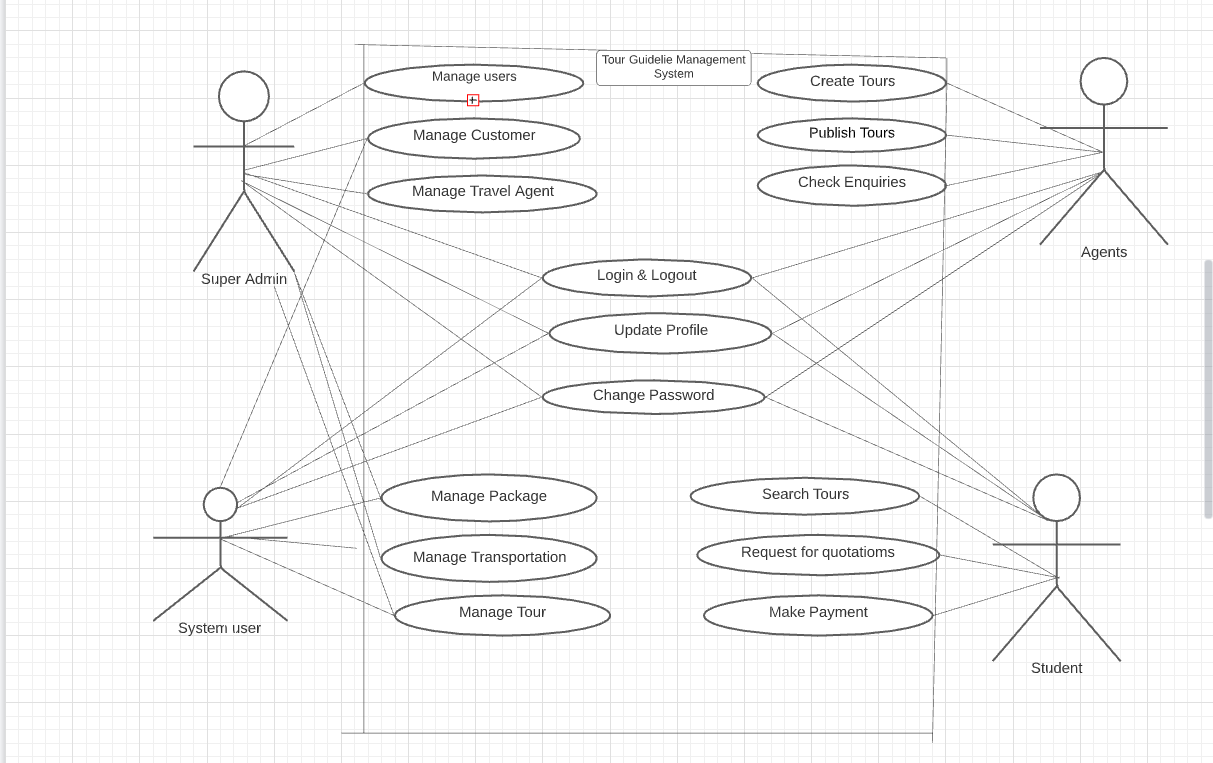 Tour Guidelie Management
System
Manage users
Create Tours
Manage Customer
Publish Tours
Manage Travel Agent
Check Enquiries
Agents
Super Admin
Login & Logout
Update Profile
Change Password
Manage Package
Search Tours
Manage Transportation
Request for quotatioms
Manage Tour
Make Payment
System user
Student